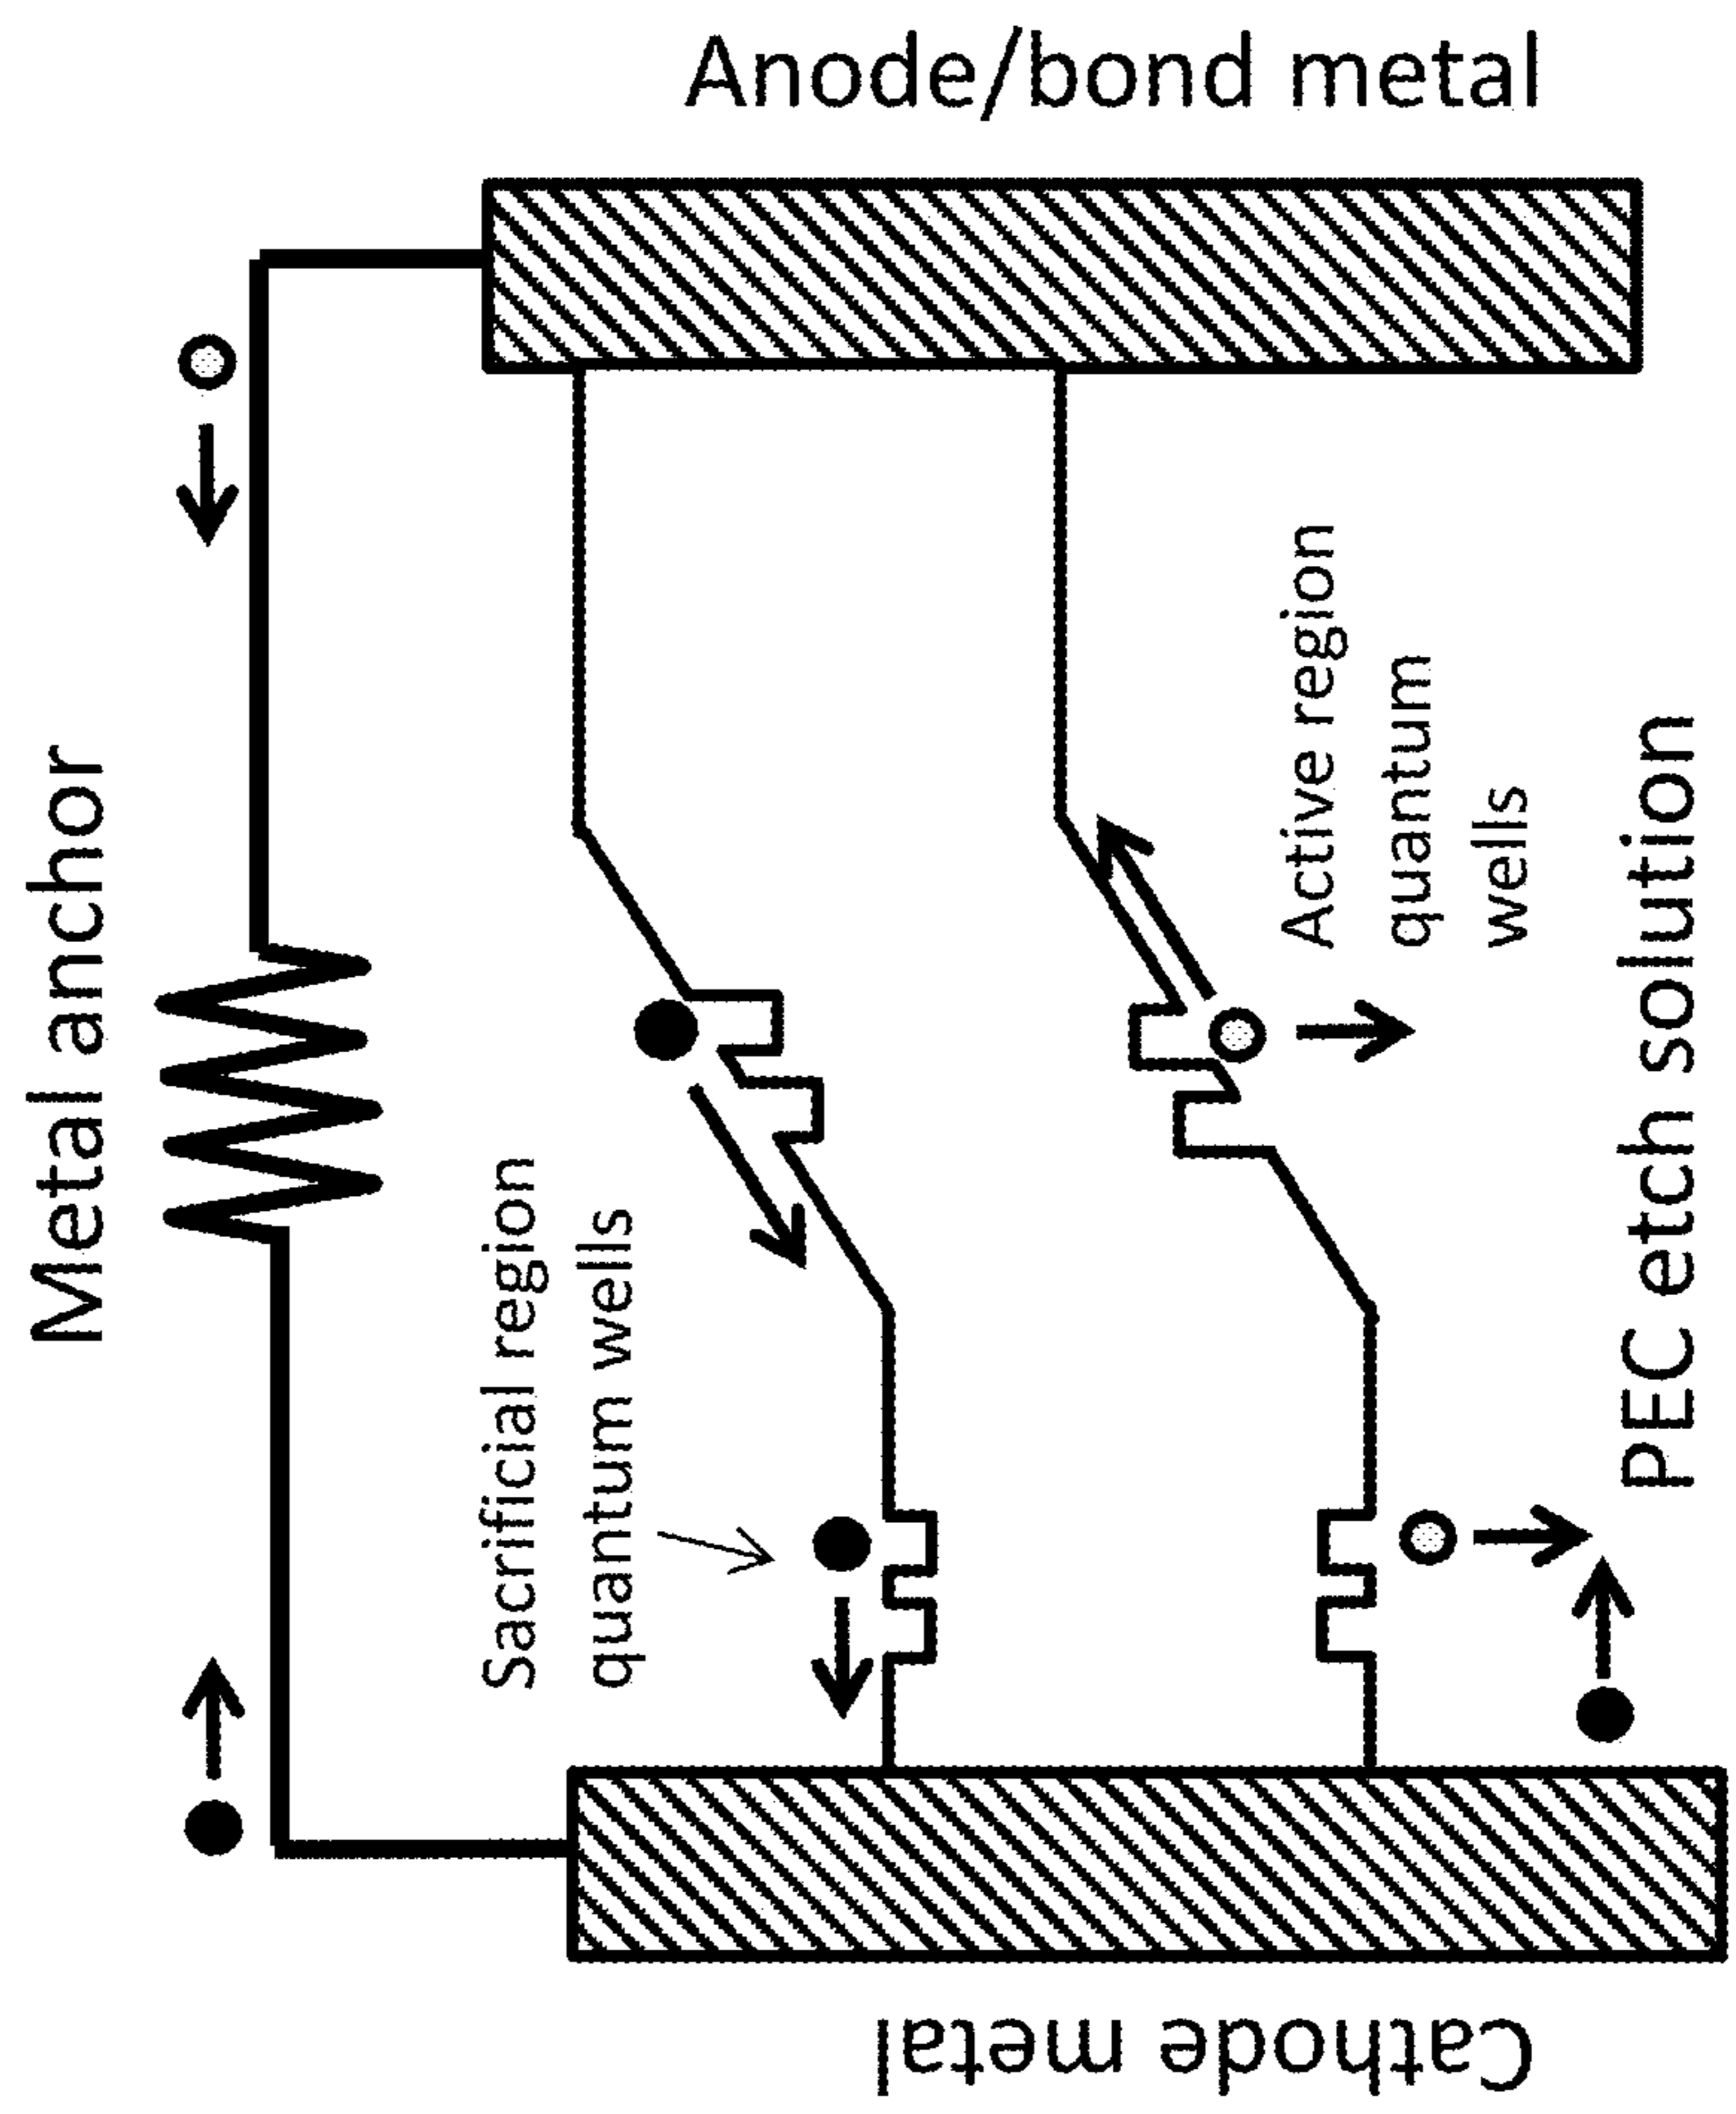 Metal anchor
Anode/bond metal
Sacrificial region
quantum wells
Active region
quantum
wells
PEC etch solution
Cathode metal